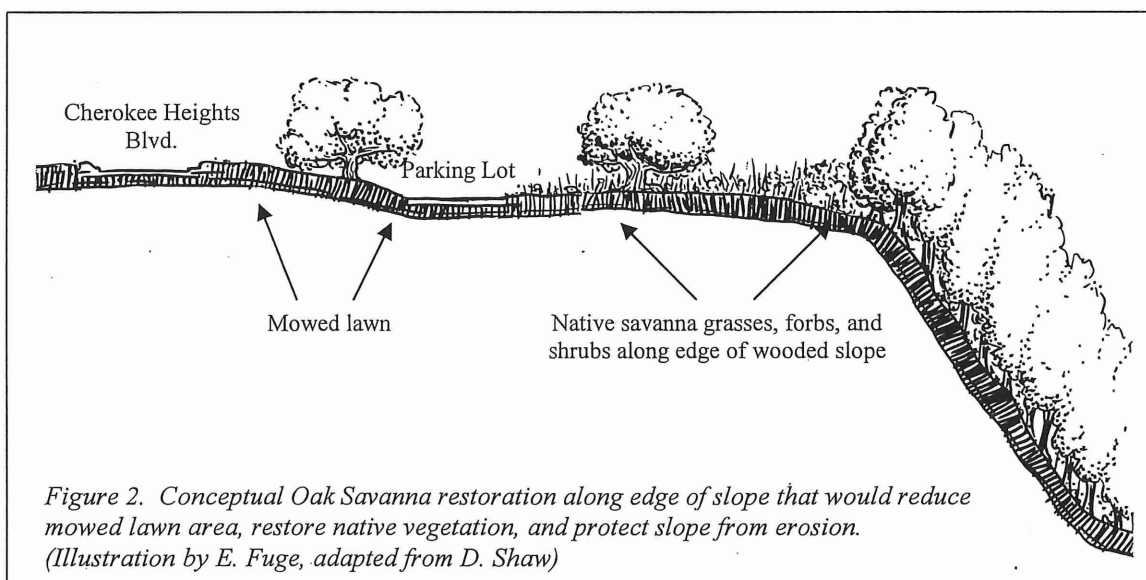 Cherokee Heights
Blvd.
Parking Lot
Mowed lawn
Native savanna grasses, forbs, and
shrubs along edge of wooded slope
Figure 2.  Conceptual Oak Savanna restoration along edge of slope that would reduce
mowed lawn area, restore native vegetation, and protect slope from erosion.
(Illustration by E. Fuge, adapted from D. Shaw)